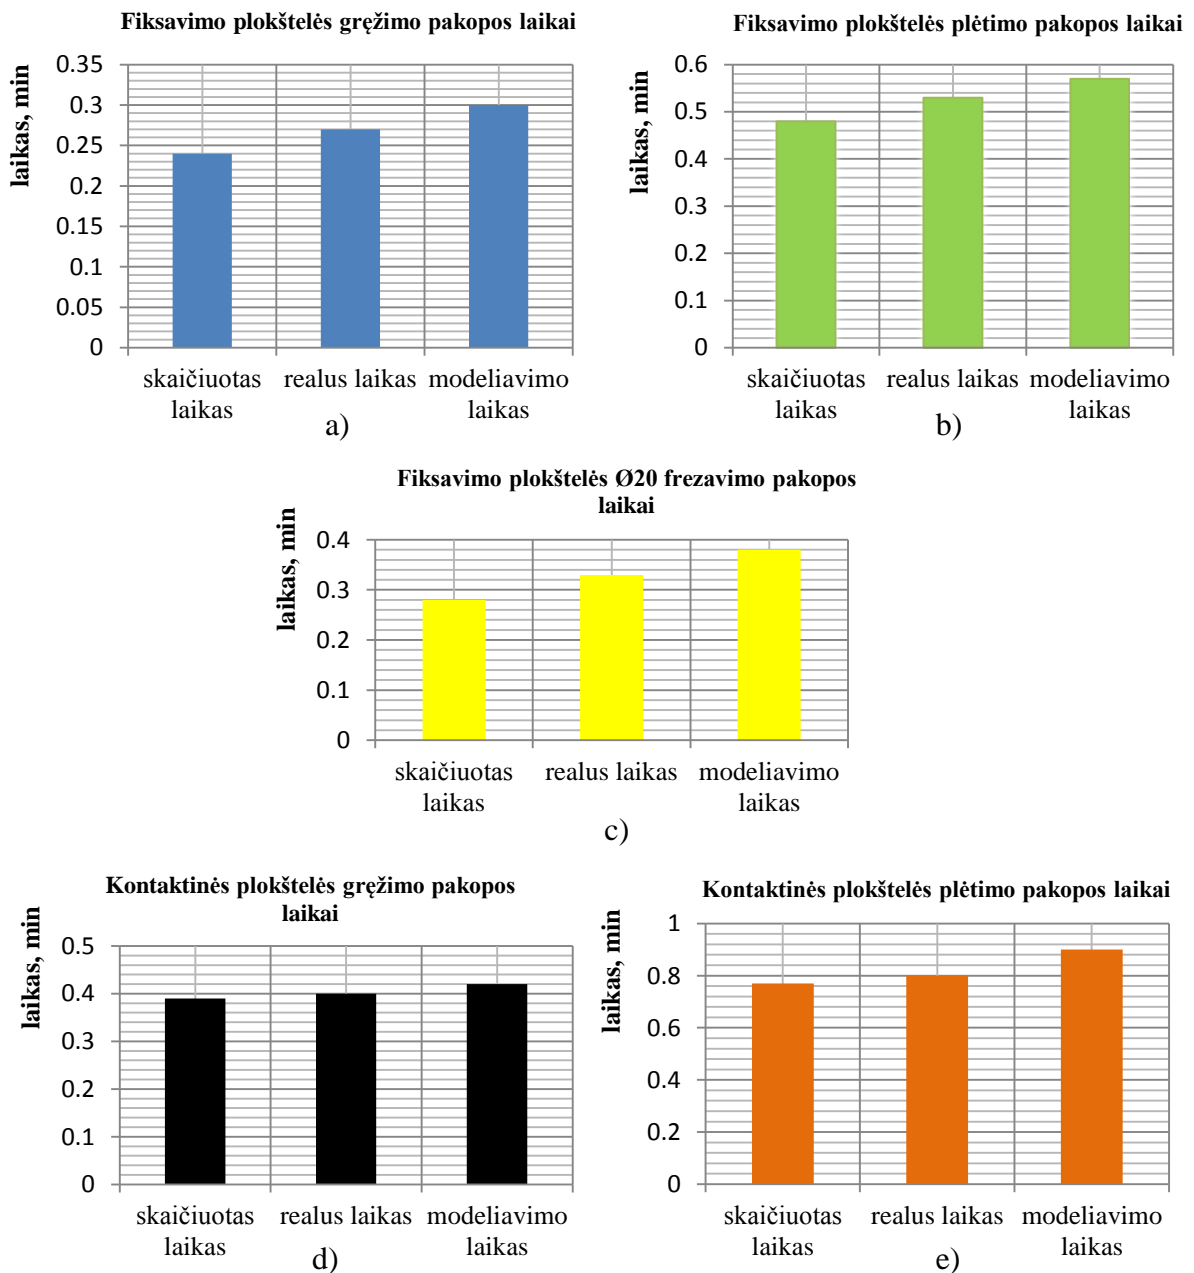 Fiksavimo plokštelės gręžimo pakopos laikai
laikas, min
0.35
0.3
0.25
0.2
0.15
0.1
0.05
0
skaičiuotas
laikas
realus laikas
modeliavimo
laikas
a)
Fiksavimo plokštelės plėtimo pakopos laikai
laikas, min
0.6
0.5
0.4
0.3
0.2
0.1
0
skaičiuotas
laikas
realus laikas
modeliavimo
laikas
b)
Fiksavimo plokštelės Ø20 frezavimo pakopos
laikai
laikas, min
0.4
0.3
0.2
0.1
0
skaičiuotas
laikas
realus laikas
modeliavimo
laikas
c)
Kontaktinės plokštelės gręžimo pakopos
laikai
laikas, min
0.5
0.4
0.3
0.2
0.1
0
skaičiuotas
laikas
realus laikas
modeliavimo
laikas
d)
Kontaktinės plokštelės plėtimo pakopos laikai
laikas, min
1
0.8
0.6
0.4
0.2
0
skaičiuotas
laikas
realus laikas
modeliavimo
laikas
e)